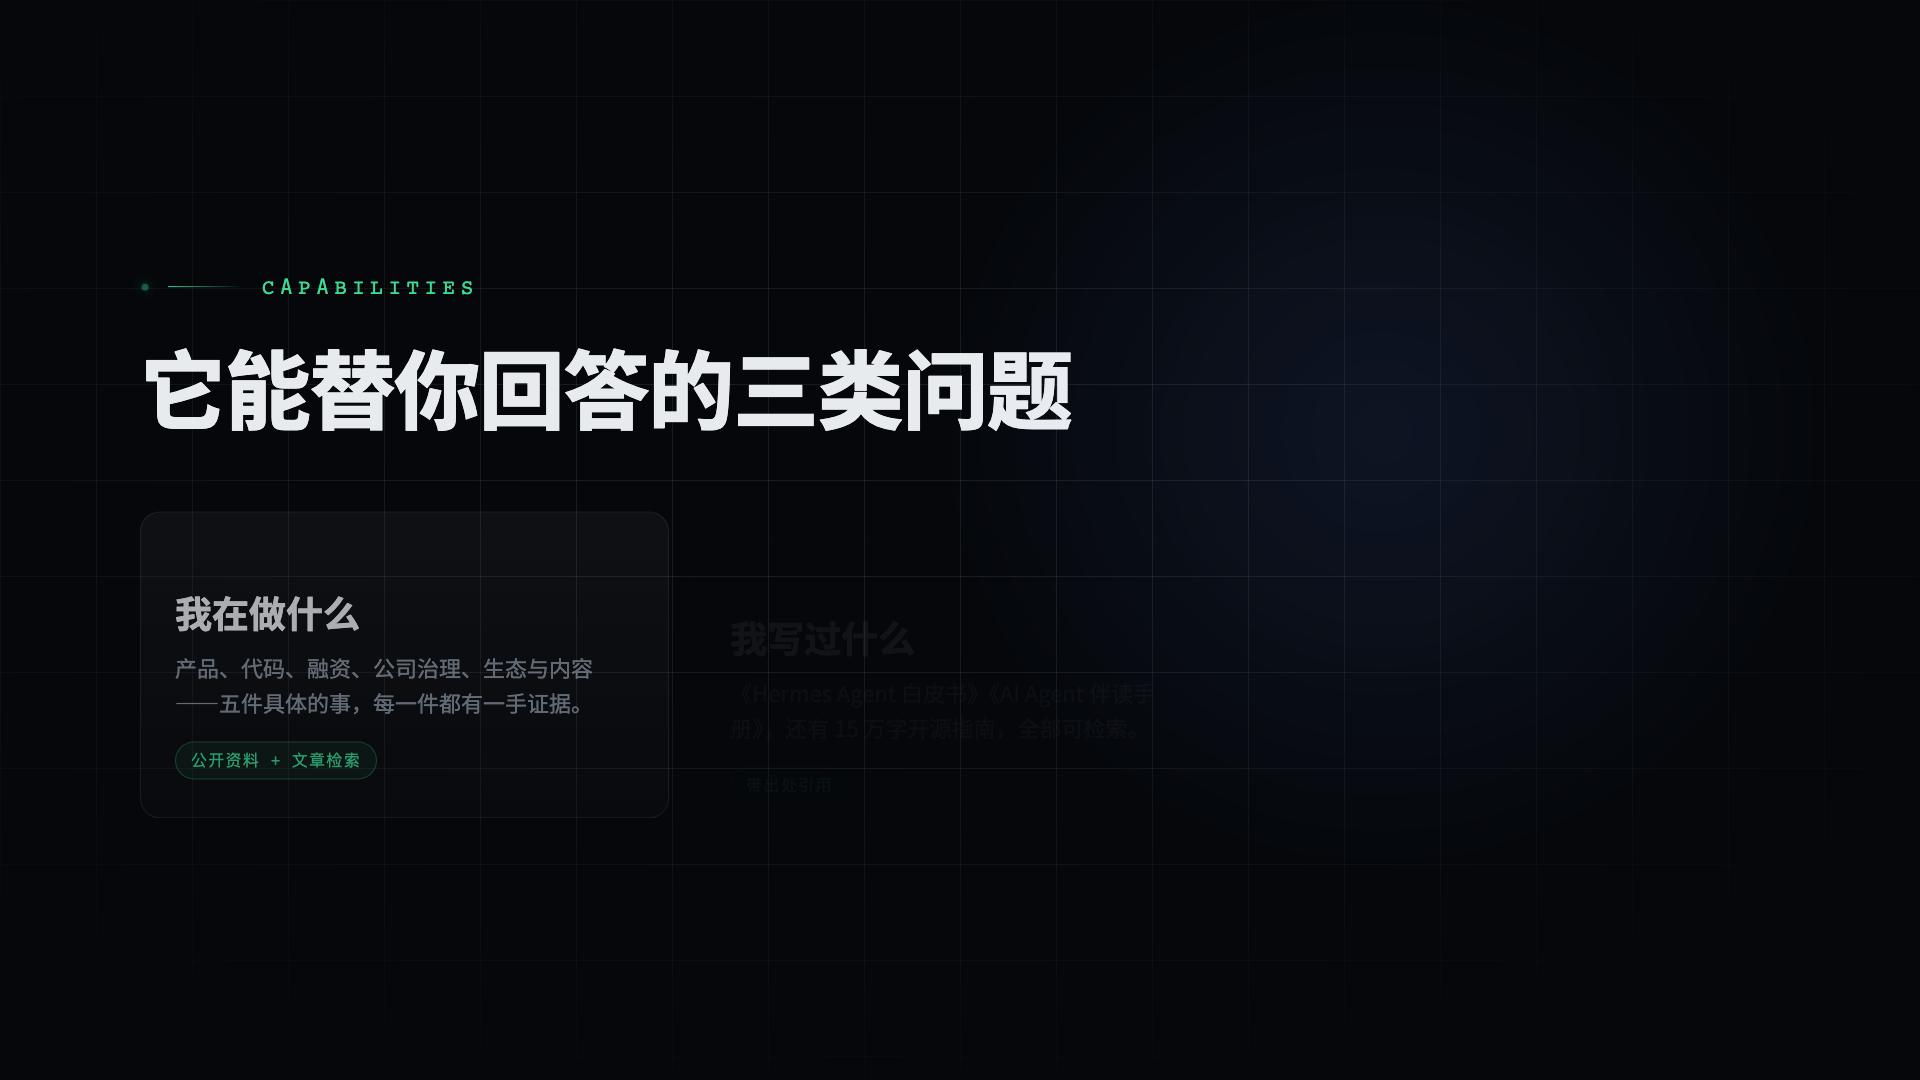 CAPABILITIES
它能替你回答的三类问题
我在做什么
产品、代码、融资、公司治理、生态与内容
——五件具体的事，每一件都有一手证据。
公开资料 + 文章检索
我写过什么
《Hermes Agent 白皮书》《AI Agent 伴读手
册》，还有 15 万字开源指南，全部可检索。
带出处引用